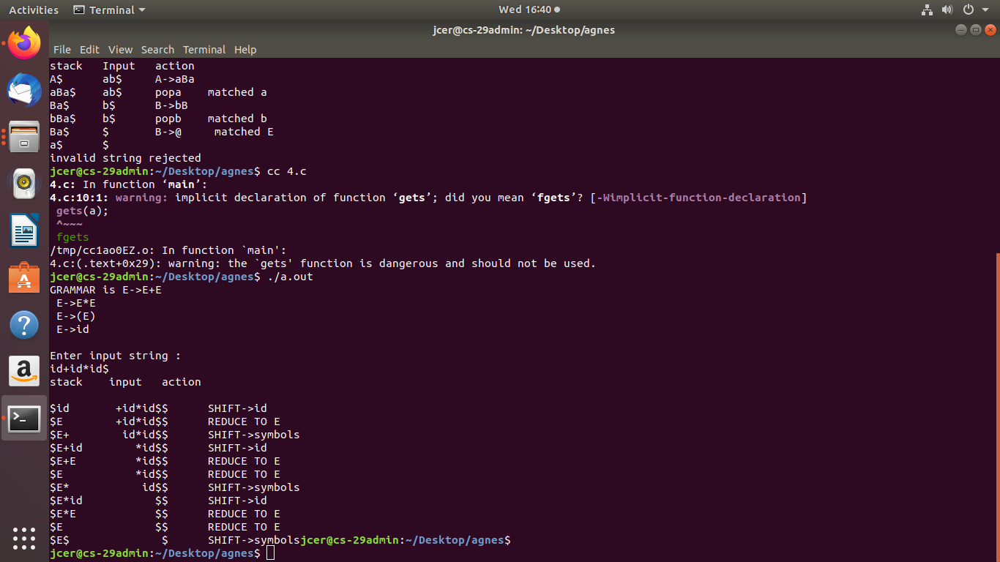 Activities Terminal Wed 16:40
jcer@cs-29admin: ~/Desktop/agnes
File Edit View Search Terminal Help
stack   Input   action
A$      ab$     A->aBa
aBa$    ab$     popa    matched a
Ba$     b$      B->bB
bBa$    b$      popb    matched b
Ba$     $       B->@     matched E
a$      $
invalid string rejected
jcer@cs-29admin:~/Desktop/agnes$ cc 4.c
4.c: In function ‘main’:
4.c:10:1: warning: implicit declaration of function ‘gets’; did you mean ‘fgets’? [-Wimplicit-function-declaration]
 gets(a);
 ^~~~
 fgets
/tmp/cc1ao0EZ.o: In function `main':
4.c:(.text+0x29): warning: the `gets' function is dangerous and should not be used.
jcer@cs-29admin:~/Desktop/agnes$ ./a.out
GRAMMAR is E->E+E
 E->E*E
 E->(E)
 E->id
Enter input string :
id+id*id$
stack    input   action
$id       +id*id$$      SHIFT->id
$E        +id*id$$      REDUCE TO E
$E+        id*id$$      SHIFT->symbols
$E+id        *id$$      SHIFT->id
$E+E         *id$$      REDUCE TO E
$E           *id$$      REDUCE TO E
$E*           id$$      SHIFT->symbols
$E*id           $$      SHIFT->id
$E*E            $$      REDUCE TO E
$E              $$      REDUCE TO E
$E$              $      SHIFT->symbolsjcer@cs-29admin:~/Desktop/agnes$
jcer@cs-29admin:~/Desktop/agnes$